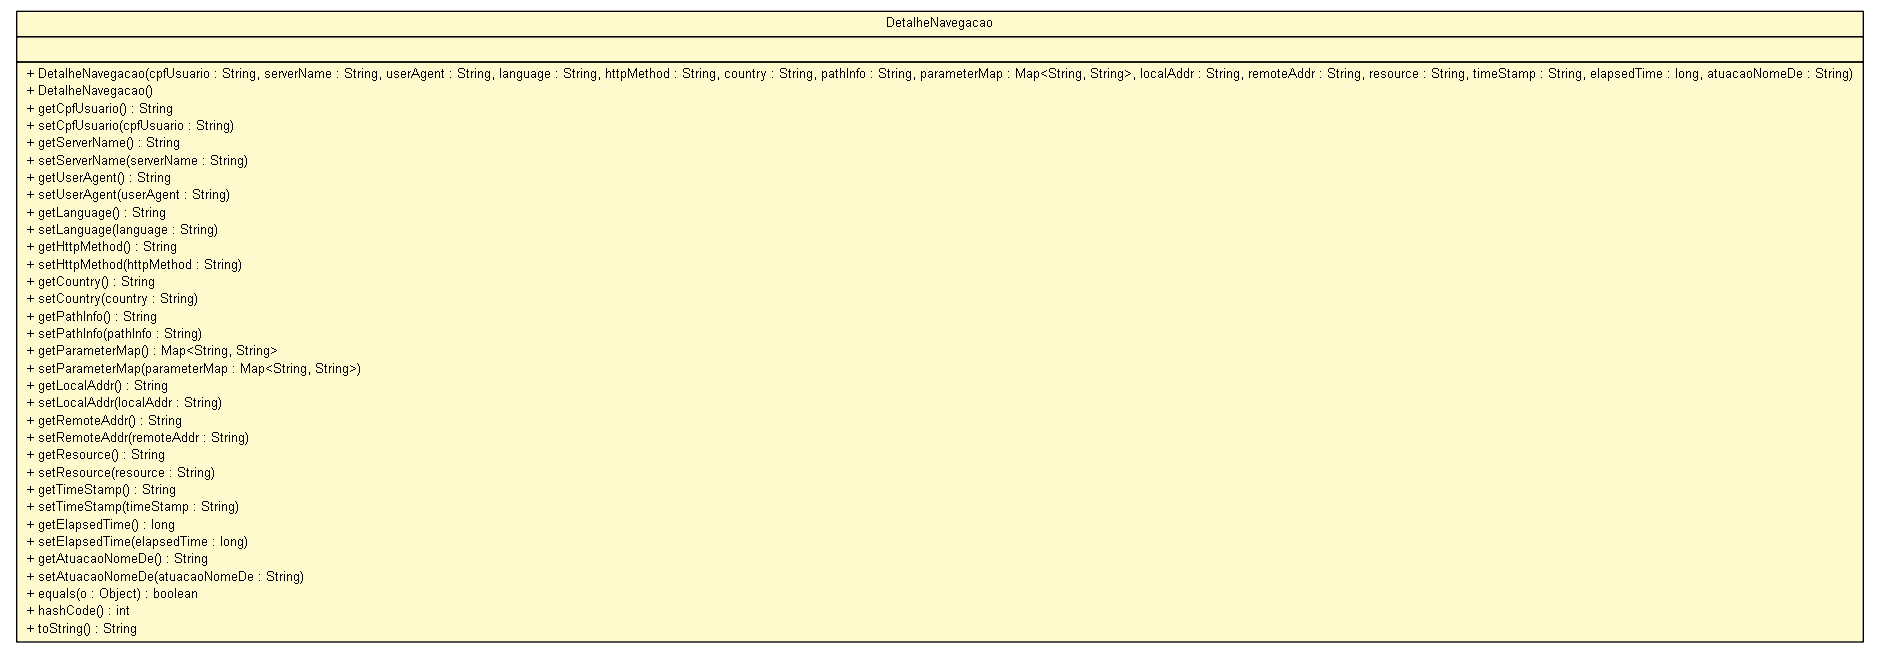 DetalheNavegacao
+ DetalheNavegacao(cpfUsuario : String, serverName : String, userAgent : String, language : String, httpMethod : String, country : String, pathInfo : String, parameterMap : Map<String, String>, localAddr : String, remoteAddr : String, resource : String, timeStamp : String, elapsedTime : long, atuacaoNomeDe : String)
+ DetalheNavegacao()
+ getCpfUsuario() : String
+ setCpfUsuario(cpfUsuario : String)
+ getServerName() : String
+ setServerName(serverName : String)
+ getUserAgent() : String
+ setUserAgent(userAgent : String)
+ getLanguage() : String
+ setLanguage(language : String)
+ getHttpMethod() : String
+ setHttpMethod(httpMethod : String)
+ getCountry() : String
+ setCountry(country : String)
+ getPathInfo() : String
+ setPathInfo(pathInfo : String)
+ getParameterMap() : Map<String, String>
+ setParameterMap(parameterMap : Map<String, String>)
+ getLocalAddr() : String
+ setLocalAddr(localAddr : String)
+ getRemoteAddr() : String
+ setRemoteAddr(remoteAddr : String)
+ getResource() : String
+ setResource(resource : String)
+ getTimeStamp() : String
+ setTimeStamp(timeStamp : String)
+ getElapsedTime() : long
+ setElapsedTime(elapsedTime : long)
+ getAtuacaoNomeDe() : String
+ setAtuacaoNomeDe(atuacaoNomeDe : String)
+ equals(o : Object) : boolean
+ hashCode() : int
+ toString() : String